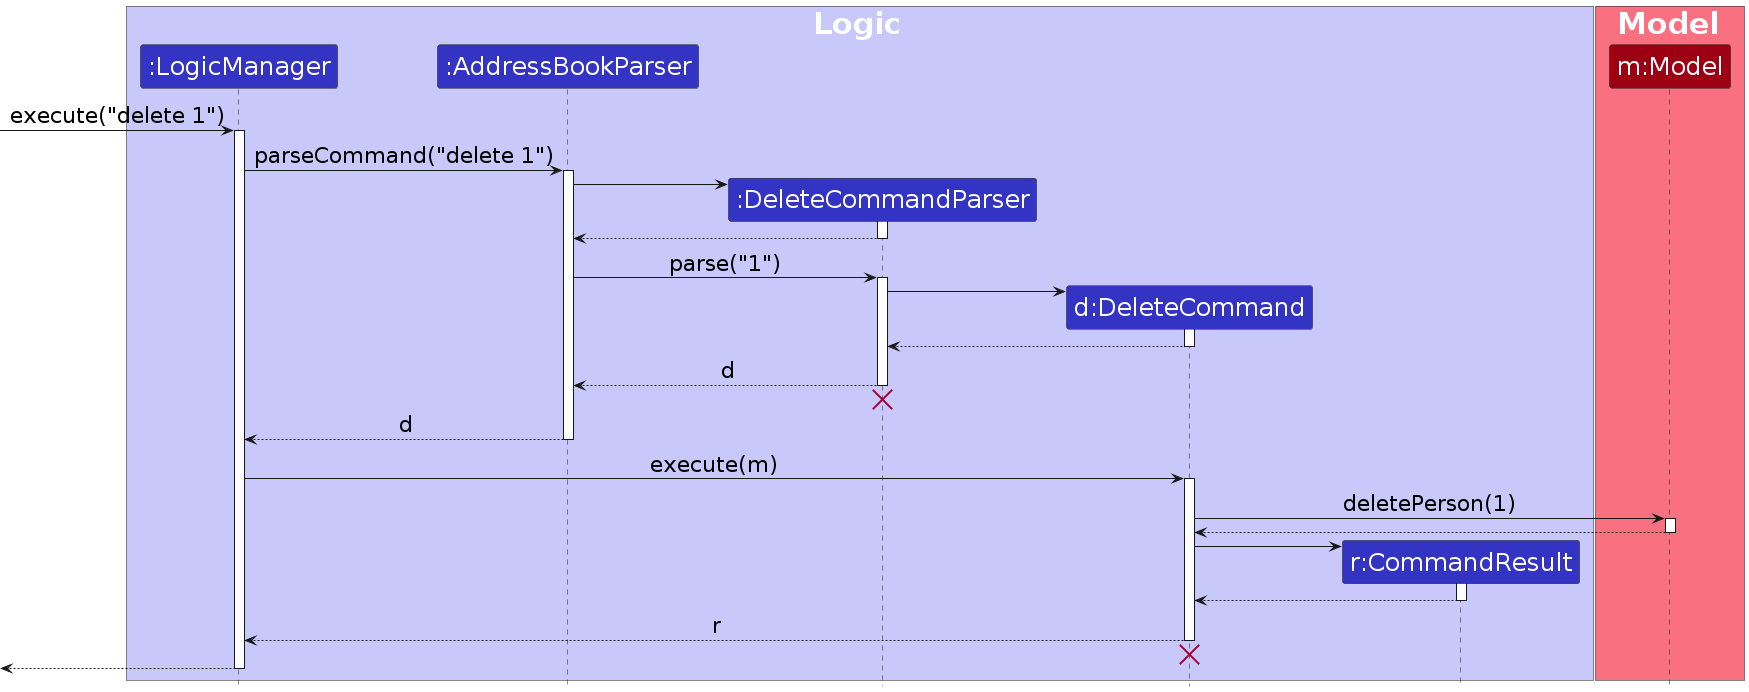 Logic
Model
:LogicManager
:AddressBookParser
m:Model
execute("delete 1")
parseCommand("delete 1")
:DeleteCommandParser
parse("1")
d:DeleteCommand
d
d
execute(m)
deletePerson(1)
r:CommandResult
r